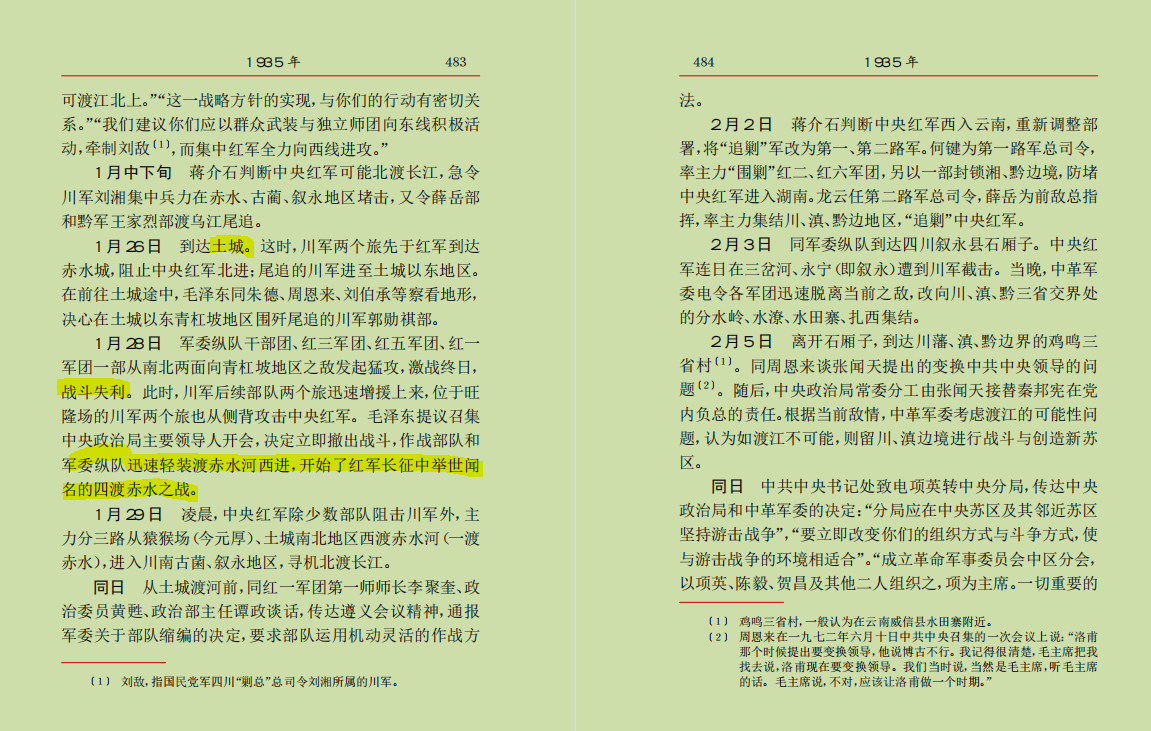 1935年 483
可渡江北上。”“这一战略方针的实现,与你们的行动有密切关
系。”“我们建议你们应以群众武装与独立师团向东线积极活
动,牵制刘敌〔1〕,而集中红军全力向西线进攻。”
1月中下旬 蒋介石判断中央红军可能北渡长江,急令
川军刘湘集中兵力在赤水、古蔺、叙永地区堵击,又令薛岳部
和黔军王家烈部渡乌江尾追。
1月26日 到达土城。这时,川军两个旅先于红军到达
赤水城,阻止中央红军北进;尾追的川军进至土城以东地区。
在前往土城途中,毛泽东同朱德、周恩来、刘伯承等察看地形,
决心在土城以东青杠坡地区围歼尾追的川军郭勋祺部。
1月28日 军委纵队干部团、红三军团、红五军团、红一
军团一部从南北两面向青杠坡地区之敌发起猛攻,激战终日,
战斗失利。此时,川军后续部队两个旅迅速增援上来,位于旺
隆场的川军两个旅也从侧背攻击中央红军。毛泽东提议召集
中央政治局主要领导人开会,决定立即撤出战斗,作战部队和
军委纵队迅速轻装渡赤水河西进,开始了红军长征中举世闻
名的四渡赤水之战。
1月29日 凌晨,中央红军除少数部队阻击川军外,主
力分三路从猿猴场(今元厚)、土城南北地区西渡赤水河(一渡
赤水),进入川南古蔺、叙永地区,寻机北渡长江。
同日 从土城渡河前,同红一军团第一师师长李聚奎、政
治委员黄甦、政治部主任谭政谈话,传达遵义会议精神,通报
军委关于部队缩编的决定,要求部队运用机动灵活的作战方
〔1〕 刘敌,指国民党军四川“剿总”总司令刘湘所属的川军。
484 1935年
法。
2月2日 蒋介石判断中央红军西入云南,重新调整部
署,将“追剿”军改为第一、第二路军。何键为第一路军总司令,
率主力“围剿”红二、红六军团,另以一部封锁湘、黔边境,防堵
中央红军进入湖南。龙云任第二路军总司令,薛岳为前敌总指
挥,率主力集结川、滇、黔边地区,“追剿”中央红军。
2月3日 同军委纵队到达四川叙永县石厢子。中央红
军连日在三岔河、永宁(即叙永)遭到川军截击。当晚,中革军
委电令各军团迅速脱离当前之敌,改向川、滇、黔三省交界处
的分水岭、水潦、水田寨、扎西集结。
2月5日 离开石厢子,到达川藩、滇、黔边界的鸡鸣三
省村〔1〕。同周恩来谈张闻天提出的变换中共中央领导的问
题〔2〕。随后,中央政治局常委分工由张闻天接替秦邦宪在党
内负总的责任。根据当前敌情,中革军委考虑渡江的可能性问
题,认为如渡江不可能,则留川、滇边境进行战斗与创造新苏
区。
同日 中共中央书记处致电项英转中央分局,传达中央
政治局和中革军委的决定:“分局应在中央苏区及其邻近苏区
坚持游击战争”,“要立即改变你们的组织方式与斗争方式,使
与游击战争的环境相适合”。“成立革命军事委员会中区分会,
以项英、陈毅、贺昌及其他二人组织之,项为主席。一切重要的
〔1〕 鸡鸣三省村,一般认为在云南威信县水田寨附近。
〔2〕 周恩来在一九七二年六月十日中共中央召集的一次会议上说:“洛甫
那个时候提出要变换领导,他说博古不行。我记得很清楚,毛主席把我
找去说,洛甫现在要变换领导。我们当时说,当然是毛主席,听毛主席
的话。毛主席说,不对,应该让洛甫做一个时期。”